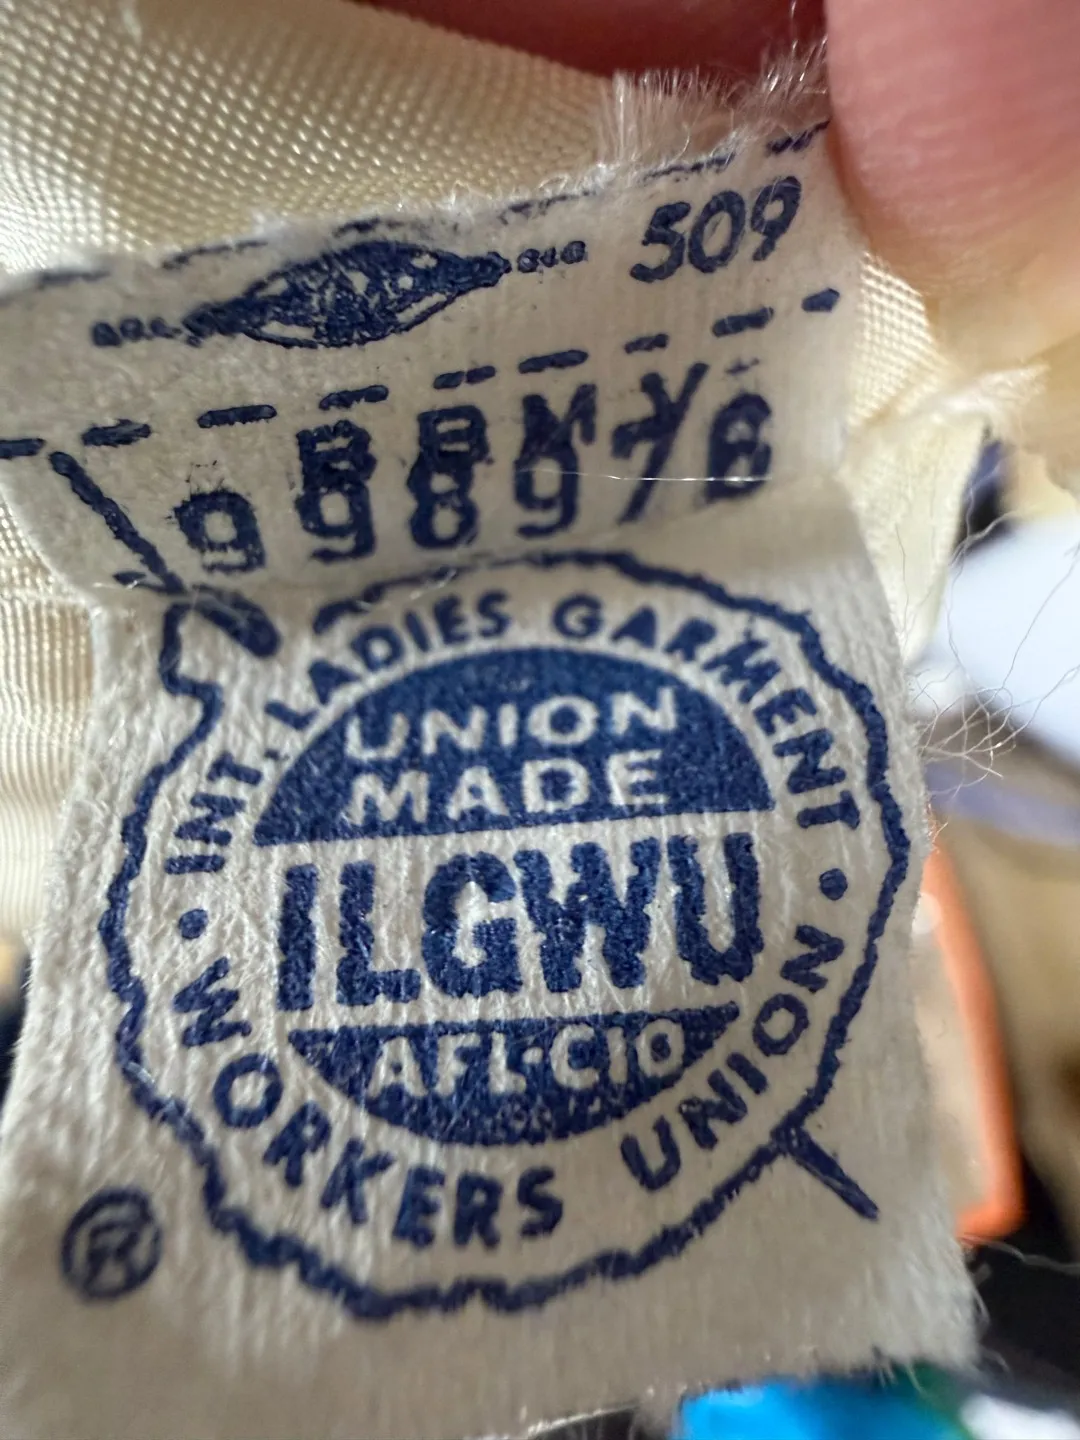 509
INT. LADIES GARMENT
UNION
MADE
ILGWU
AFL-CIO
WORKERS UNION
®